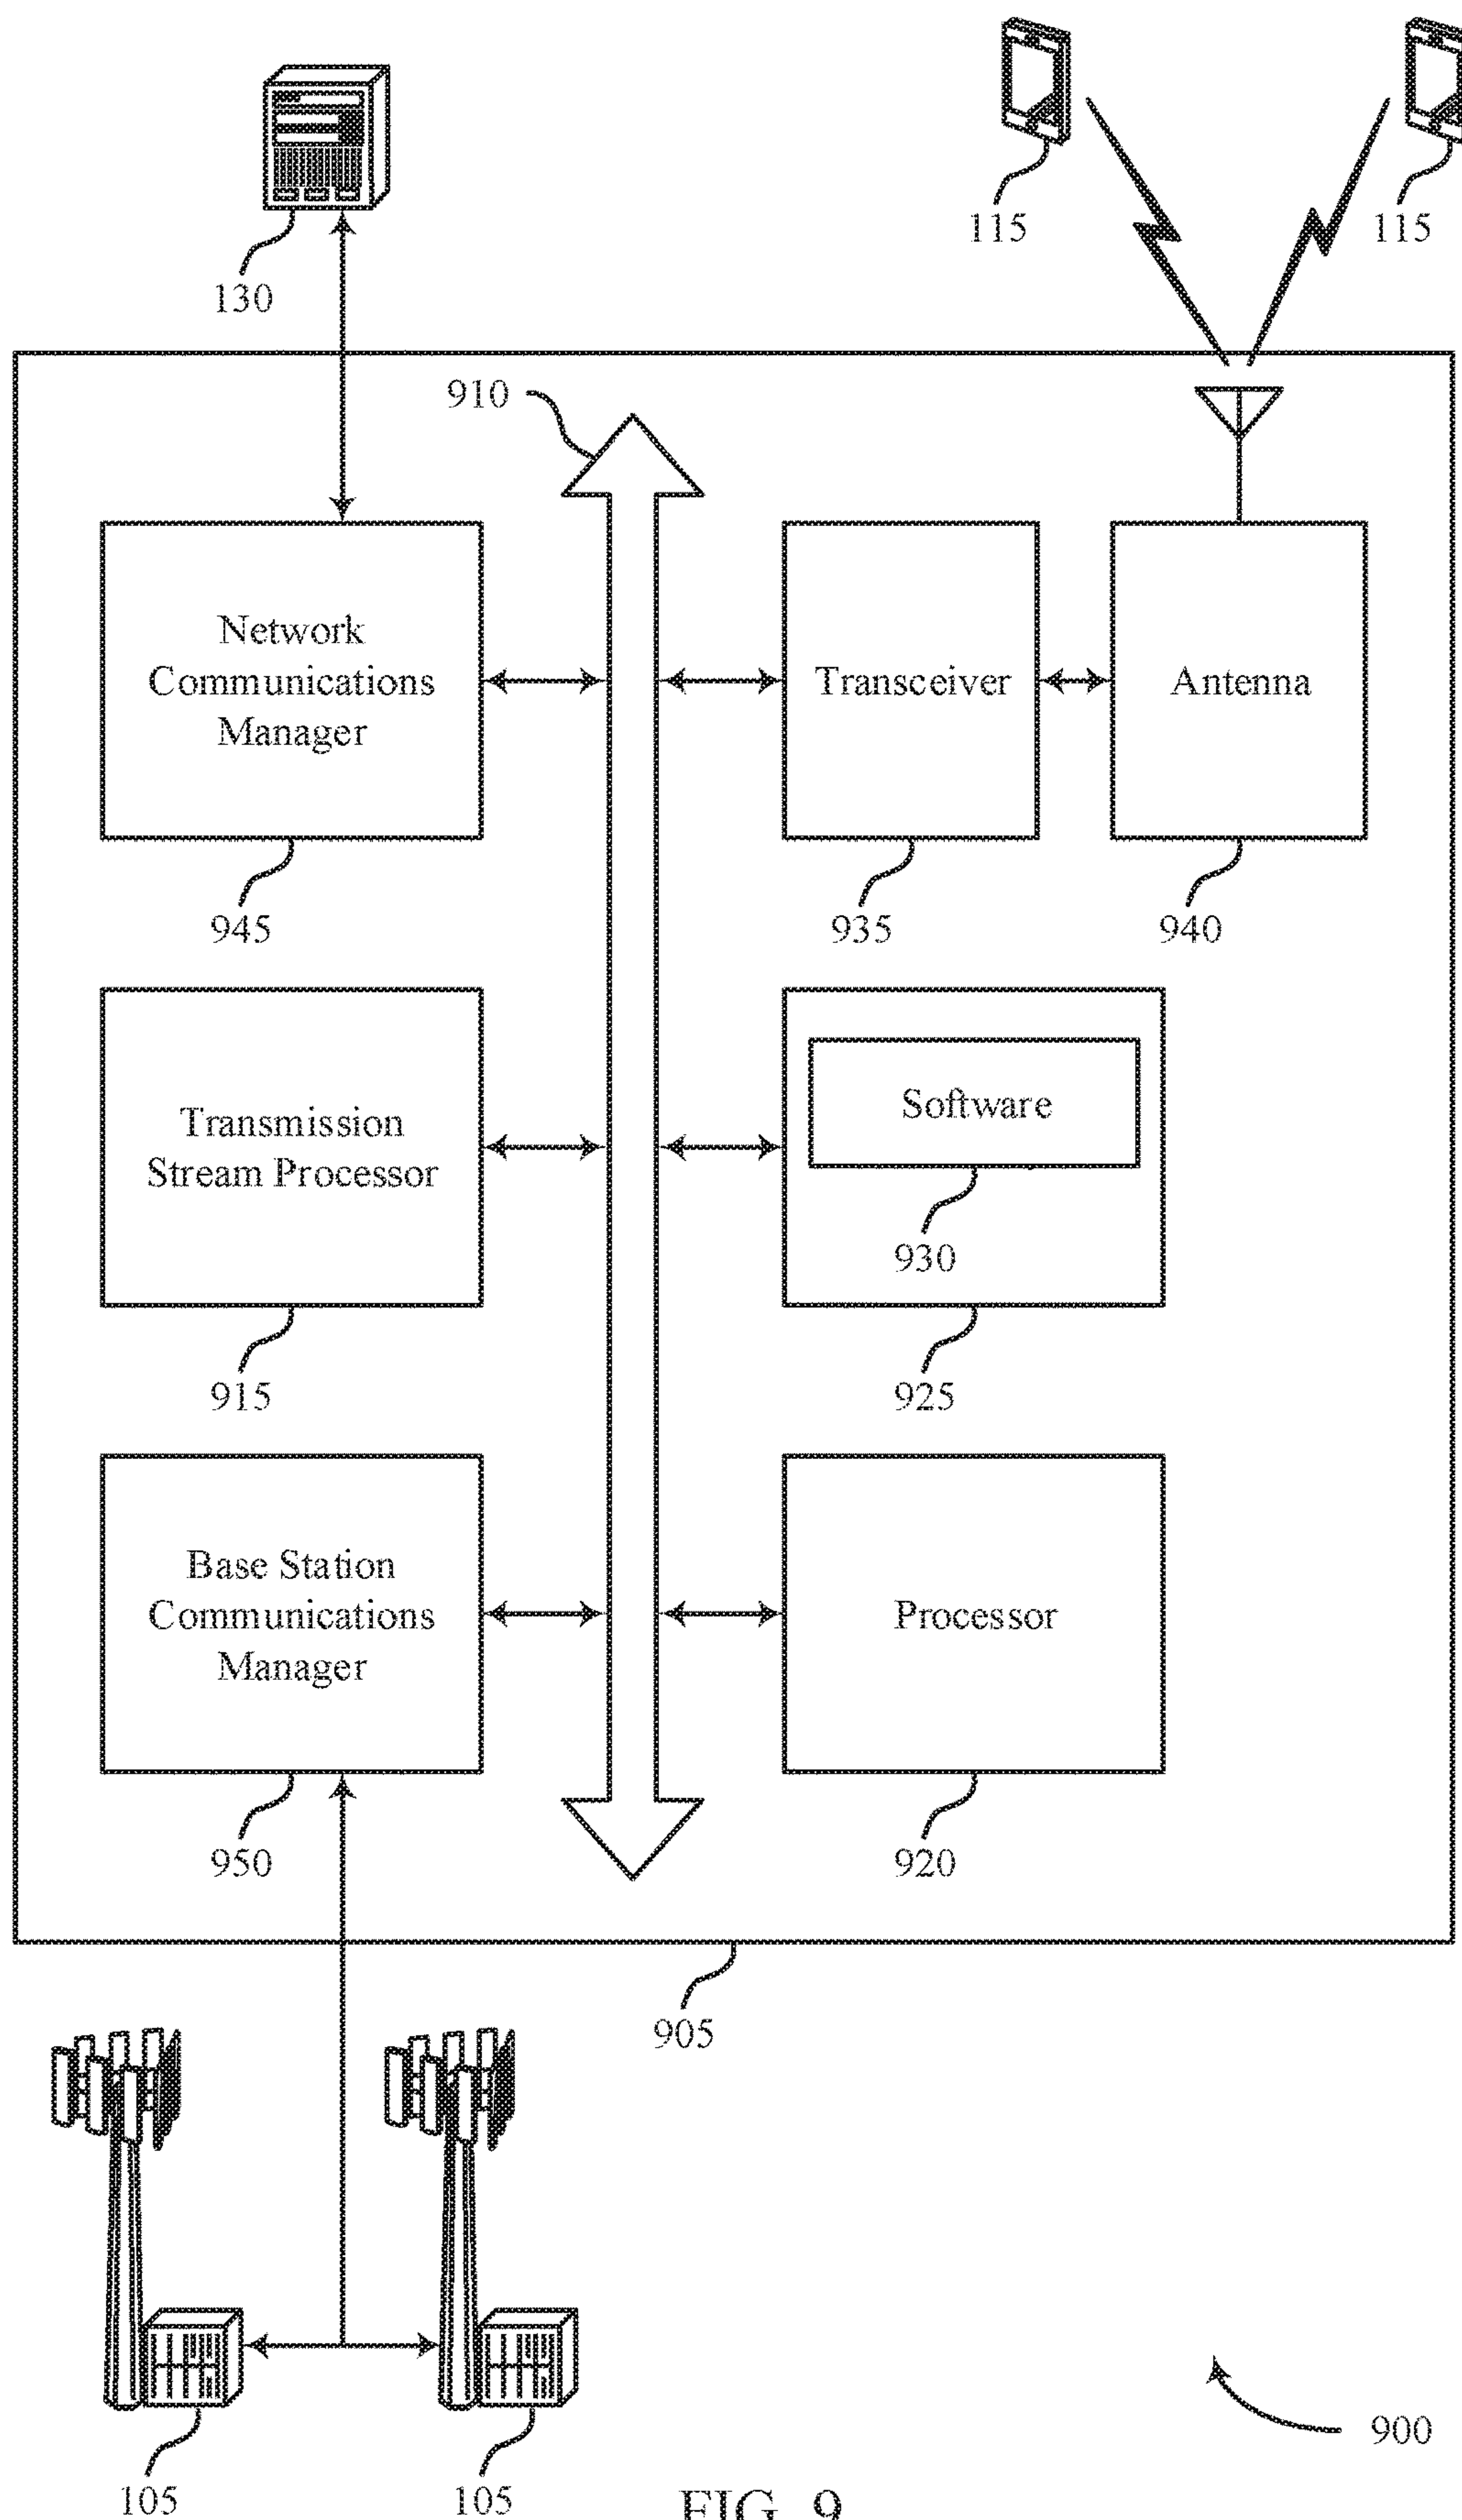 115
115
130
910
Network
Communications
Manager
Transceiver
Antenna
945
935
940
Transmission
Stream Processor
Software
930
915
925
Base Station
Communications
Manager
Processor
950
920
905
900
105
105
FIG. 9